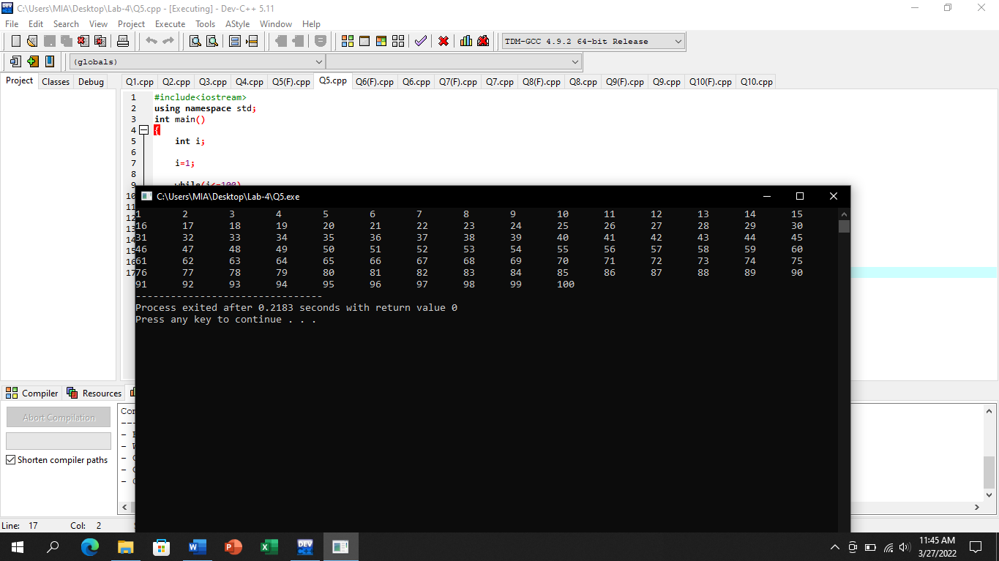 C:\Users\MIA\Desktop\Lab-4\Q5.cpp - [Executing] - Dev-C++ 5.11
File Edit Search View Project Execute Tools AStyle Window Help
TDM-GCC 4.9.2 64-bit Release
(globals)
Project Classes Debug
Q1.cpp Q2.cpp Q3.cpp Q4.cpp Q5(F).cpp Q5.cpp Q6(F).cpp Q6.cpp Q7(F).cpp Q7.cpp Q8(F).cpp Q8.cpp Q9(F).cpp Q9.cpp Q10(F).cpp Q10.cpp
1 #include<iostream>
2 using namespace std;
3 int main()
4 {
5 int i;
6
7 i=1;
8
9 while(i<=100)
10
11
12
13
14
15
16
17
C:\Users\MIA\Desktop\Lab-4\Q5.exe
1 2 3 4 5 6 7 8 9 10 11 12 13 14 15
16 17 18 19 20 21 22 23 24 25 26 27 28 29 30
31 32 33 34 35 36 37 38 39 40 41 42 43 44 45
46 47 48 49 50 51 52 53 54 55 56 57 58 59 60
61 62 63 64 65 66 67 68 69 70 71 72 73 74 75
76 77 78 79 80 81 82 83 84 85 86 87 88 89 90
91 92 93 94 95 96 97 98 99 100
--------------------------------
Process exited after 0.2183 seconds with return value 0
Press any key to continue . . .
Compiler Resources
Abort Compilation
Shorten compiler paths
Line: 17 Col: 2
11:45 AM
3/27/2022